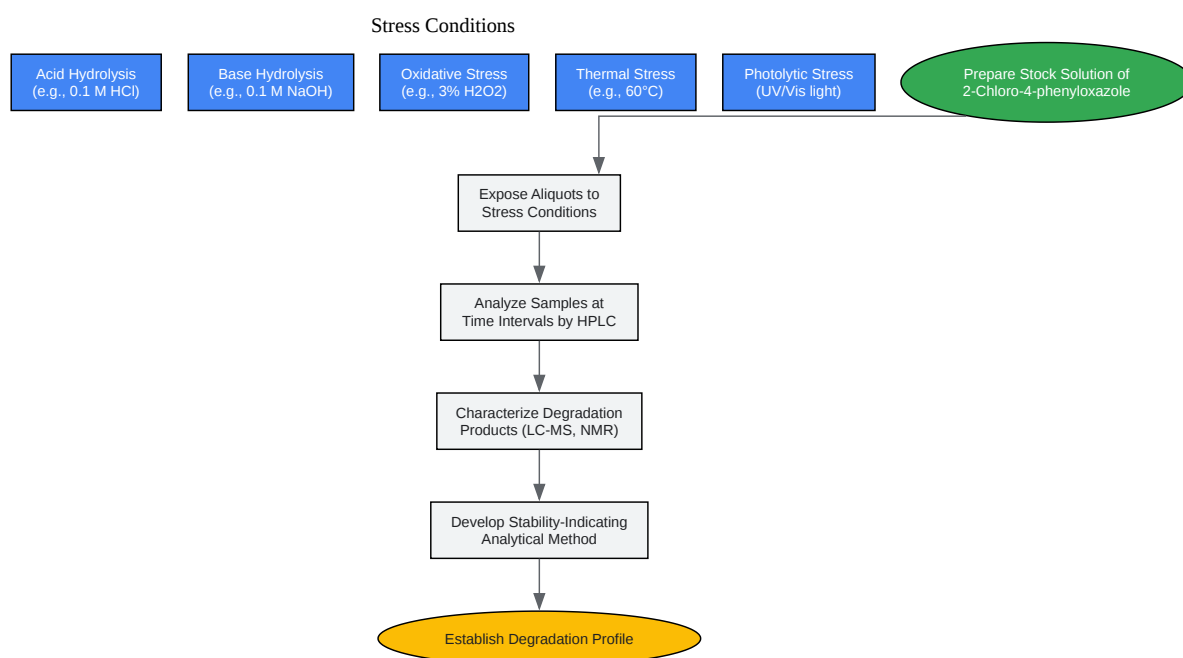 Stress Conditions
Acid Hydrolysis
(e.g., 0.1 M HCl)
Base Hydrolysis
(e.g., 0.1 M NaOH)
Oxidative Stress
(e.g., 3% H2O2)
Thermal Stress
(e.g., 60°C)
Photolytic Stress
(UV/Vis light)
Prepare Stock Solution of
2-Chloro-4-phenyloxazole
Expose Aliquots to
Stress Conditions
Analyze Samples at
Time Intervals by HPLC
Characterize Degradation
Products (LC-MS, NMR)
Develop Stability-Indicating
Analytical Method
Establish Degradation Profile